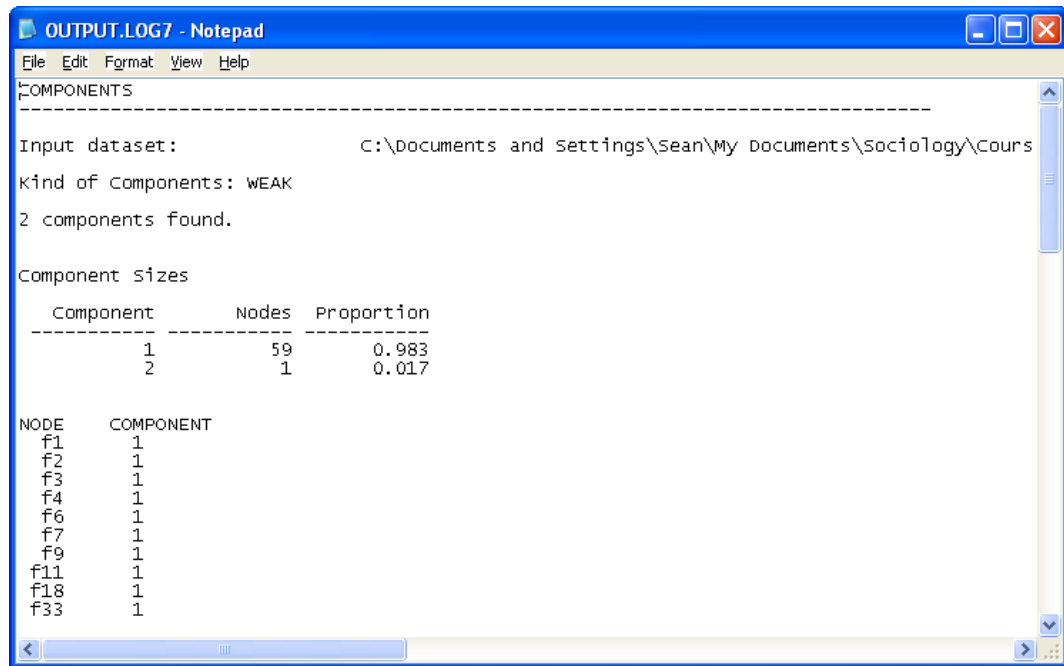 OUTPUT.LOG7 - Notepad
File Edit Format View Help
COMPONENTS
--------------------------------------------------------------------------------
Input dataset: C:\Documents and Settings\Sean\My Documents\Sociology\Cours
Kind of Components: WEAK
2 components found.
Component Sizes
Component Nodes Proportion
----------- ----------- -----------
1 59 0.983
2 1 0.017
NODE COMPONENT
f1 1
f2 1
f3 1
f4 1
f6 1
f7 1
f9 1
f11 1
f18 1
f33 1